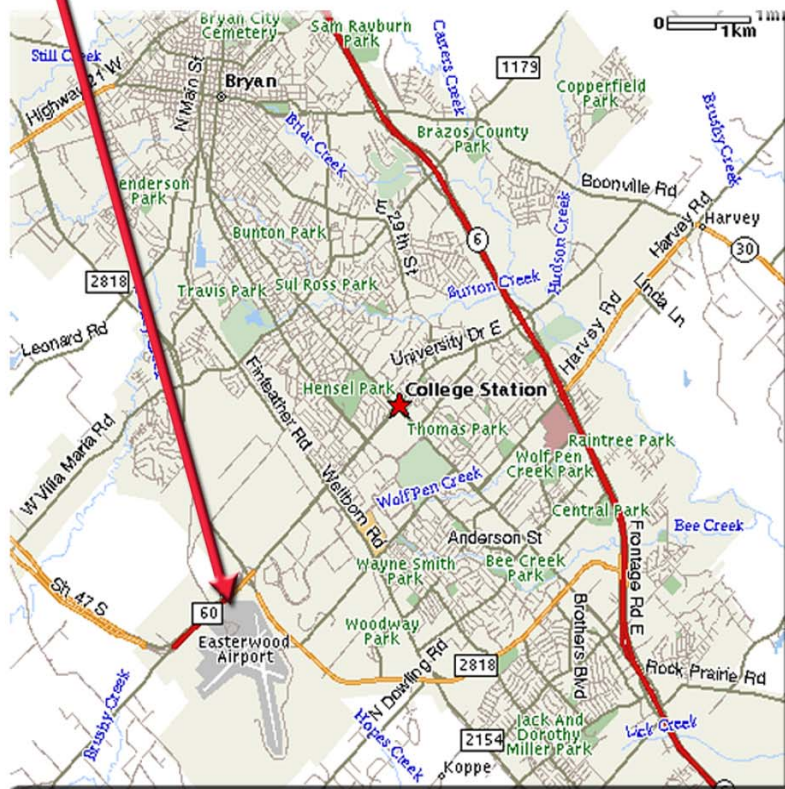 Bryan City
Cemetery
Sam Rayburn
Park
0 1mi
1km
Still Creek
Highway 21 W
N Main St
Bryan
Carters Creek
1179
Copperfield
Park
Briar Creek
Brazos County
Park
Brushy Creek
Boonville Rd
enderson
Park
29th St
Ct
Hudson Creek
Harvey Rd
Harvey
Bunton Park
6
30
2818
Travis Park
Sul Ross Park
Burton Creek
Linda Ln
Leonard Rd
University Dr E
Harvey Rd
Finfeather Rd
Hensel Park
College Station
Thomas Park
Raintree Park
W Villa Maria Rd
Wolf Pen
Creek Park
Wellborn Rd
Wolf Pen Creek
Central Park
Bee Creek
Anderson St
Frontage Rd E
Wayne Smith
Park
Bee Creek
Park
Sh 47 S
60
Easterwood
Airport
Woodway
Park
Brothers Blvd
2818
Rock Prairie Rd
N Dowling Rd
Brushy Creek
Hopes Creek
Jack And
Dorothy
Miller Park
Lick Creek
2154
Koppe